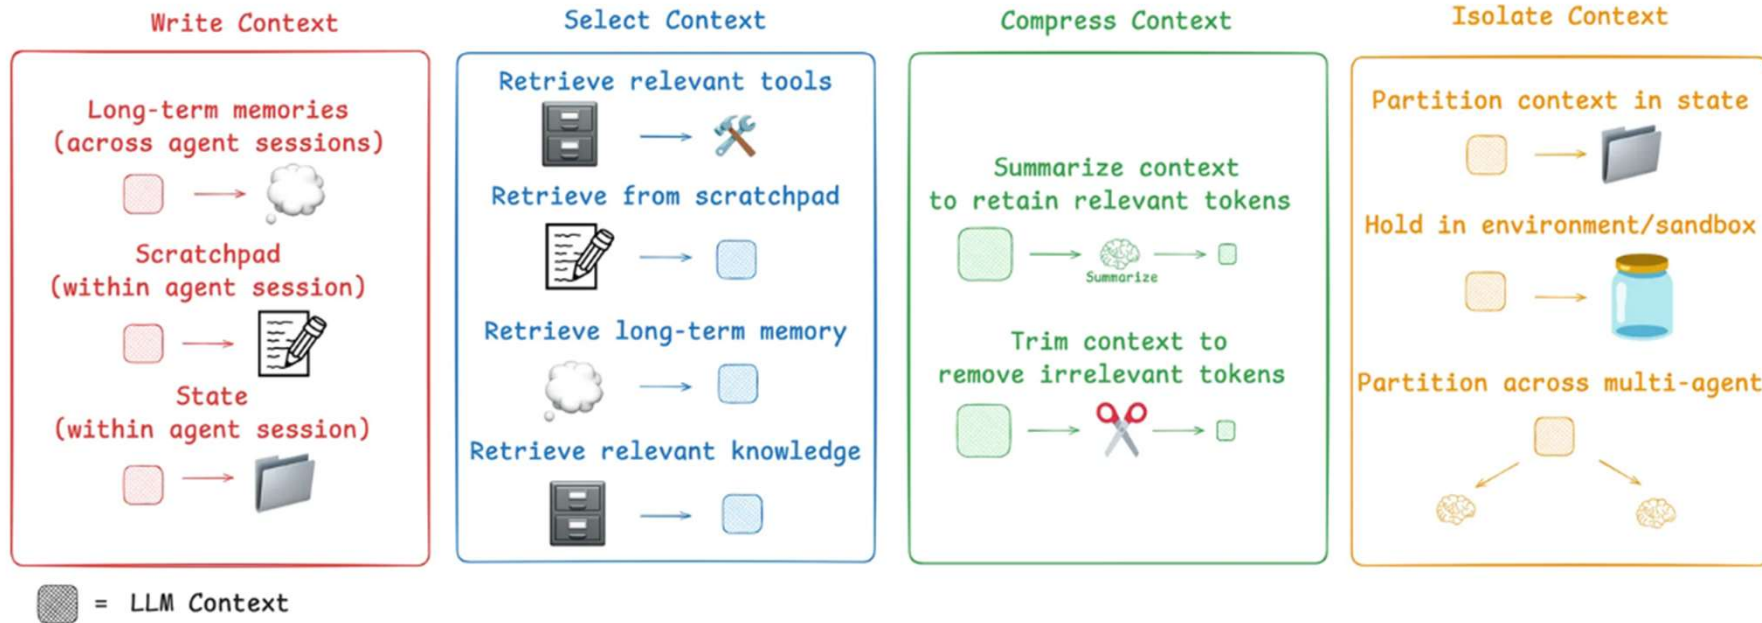 Write Context
Long-term memories
(across agent sessions)
Scratchpad
(within agent session)
State
(within agent session)
Select Context
Retrieve relevant tools
Retrieve from scratchpad
Retrieve long-term memory
Retrieve relevant knowledge
Compress Context
Summarize context
to retain relevant tokens
Summarize
Trim context to
remove irrelevant tokens
Isolate Context
Partition context in state
Hold in environment/sandbox
Partition across multi-agent
= LLM Context